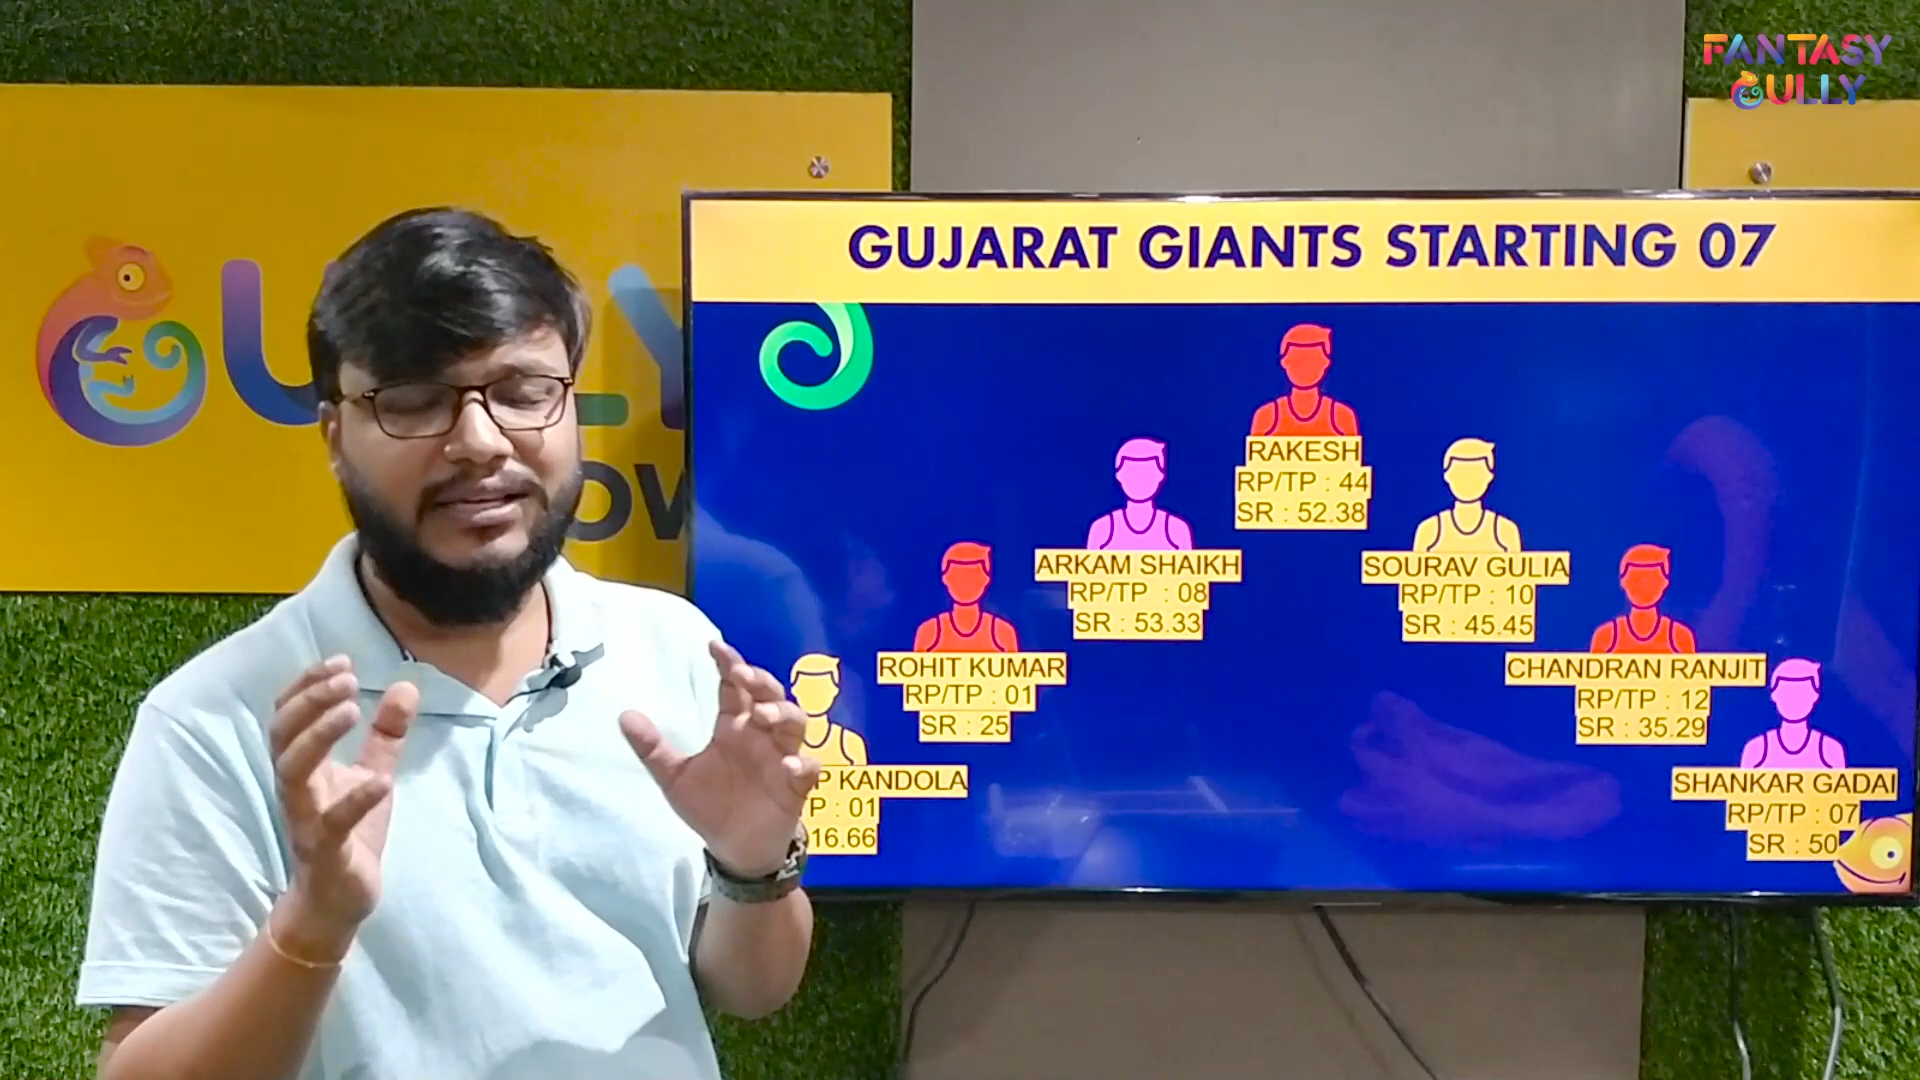 FANTASY
GULLY
GUJARAT GIANTS STARTING 07
RAKESH
RP/TP : 44
SR : 52.38
ARKAM SHAIKH
RP/TP : 08
SR : 53.33
SOURAV GULIA
RP/TP : 10
SR : 45.45
ROHIT KUMAR
RP/TP : 01
SR : 25
CHANDRAN RANJIT
RP/TP : 12
SR : 35.29
P KANDOLA
P : 01
16.66
SHANKAR GADAI
RP/TP : 07
SR : 50